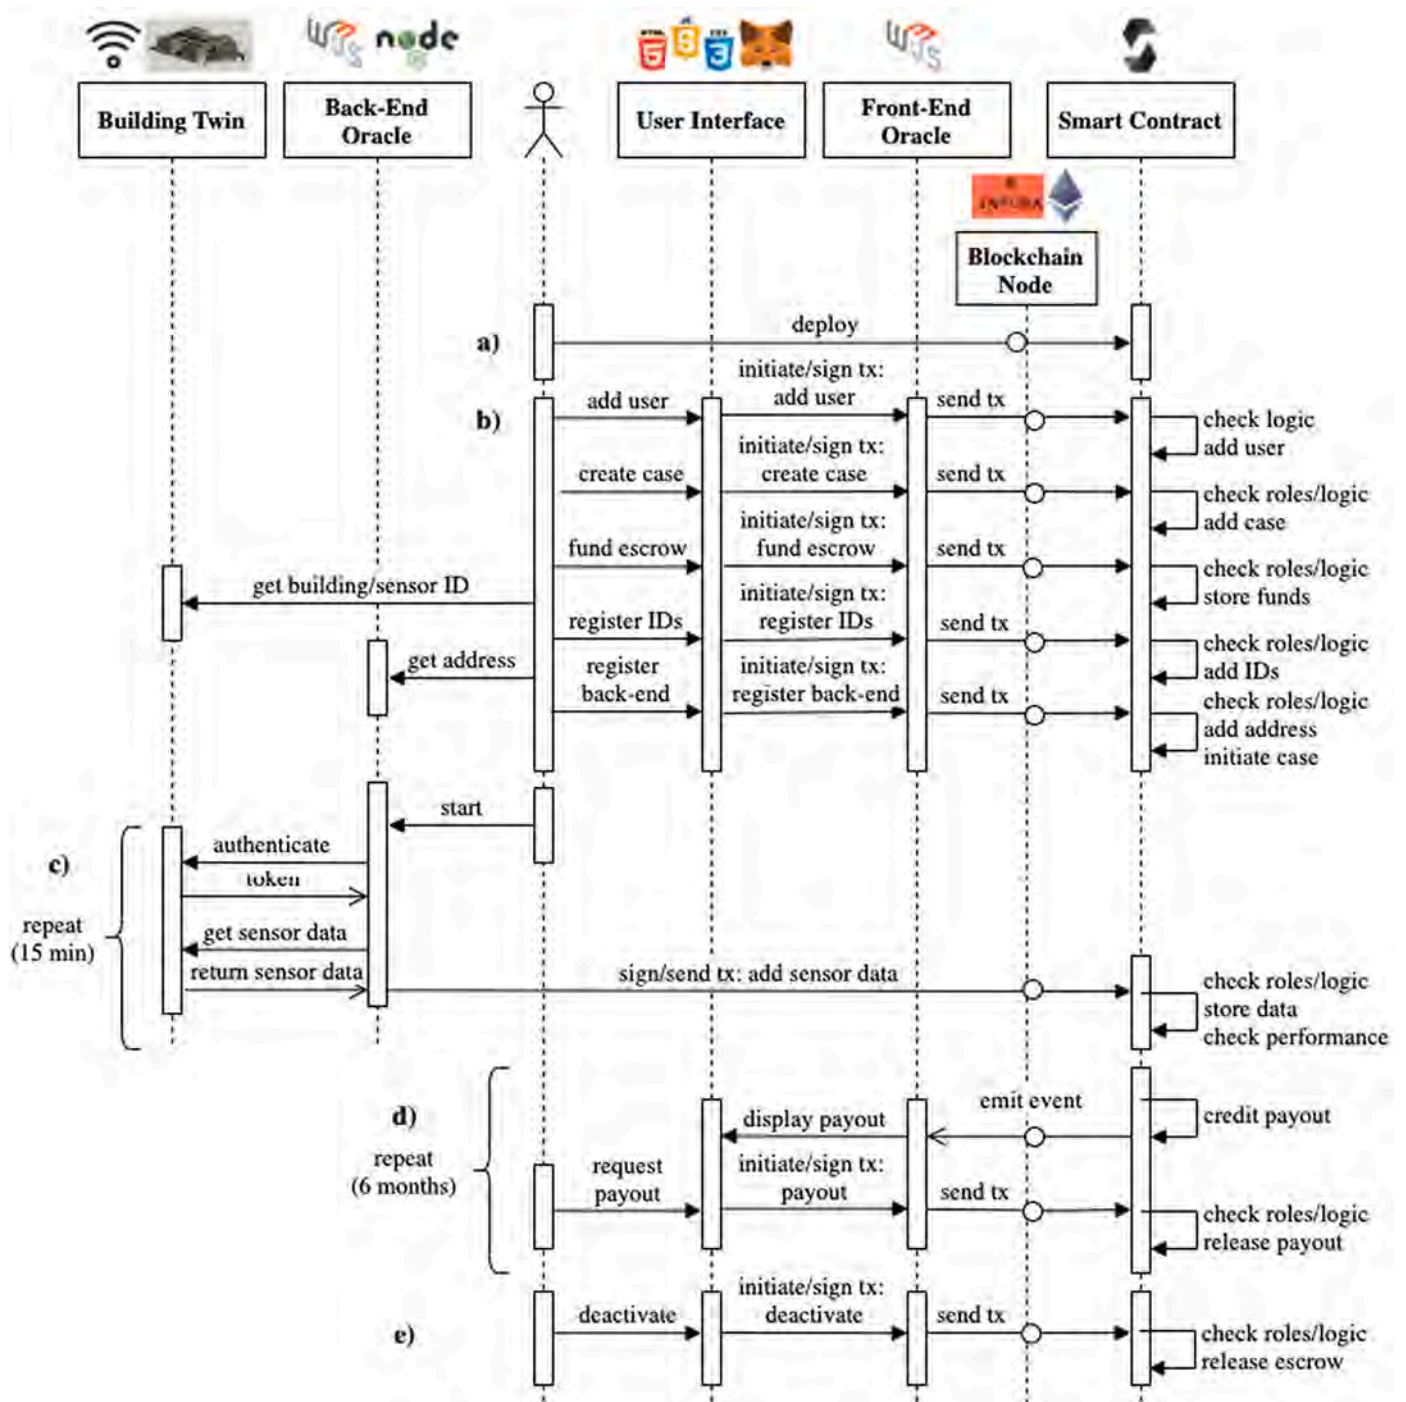 HTML
JS
CSS
node
Building Twin
Back-End
Oracle
User Interface
Front-End
Oracle
Smart Contract
Blockchain
Node
a)
deploy
b)
add user
initiate/sign tx:
add user
send tx
check logic
add user
create case
initiate/sign tx:
create case
send tx
check roles/logic
add case
fund escrow
initiate/sign tx:
fund escrow
send tx
check roles/logic
store funds
get building/sensor ID
register IDs
initiate/sign tx:
register IDs
send tx
check roles/logic
add IDs
get address
register
back-end
initiate/sign tx:
register back-end
send tx
check roles/logic
add address
initiate case
start
c)
repeat
(15 min)
authenticate
token
get sensor data
return sensor data
sign/send tx: add sensor data
check roles/logic
store data
check performance
d)
repeat
(6 months)
emit event
credit payout
display payout
request
payout
initiate/sign tx:
payout
send tx
check roles/logic
release payout
e)
deactivate
initiate/sign tx:
deactivate
send tx
check roles/logic
release escrow